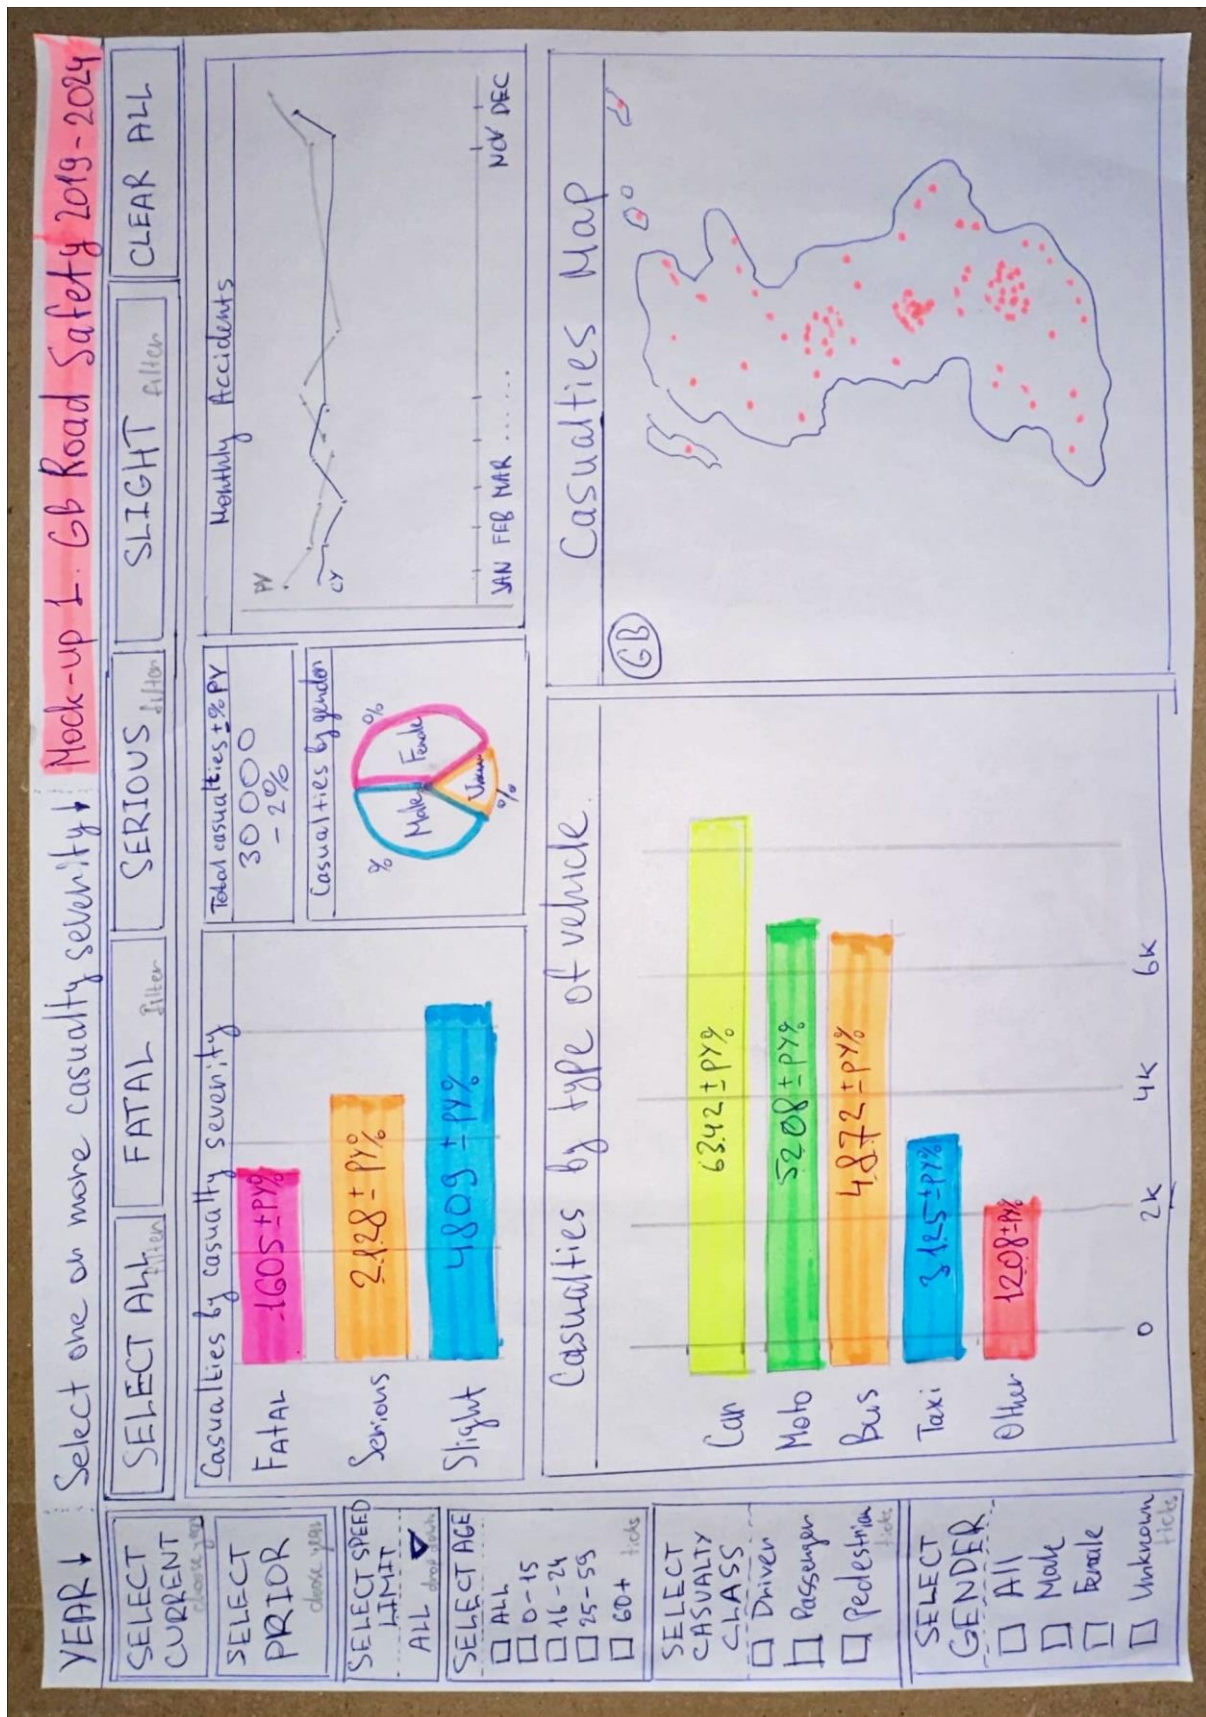 YEAR ↓ Select one or more casualty severity ↓ Mock-up 1. GB Road Safety 2019-2024
SELECT ALL filter
FATAL filter
SERIOUS filter
SLIGHT filter
CLEAR ALL
SELECT
CURRENT
choose year
SELECT
PRIOR
choose year
SELECT SPEED
LIMIT
ALL
drop down
SELECT AGE
ALL
0-15
16-24
25-59
60+ ticks
SELECT
CASUALTY
CLASS
Driver
Passenger
Pedestrian
ticks
SELECT
GENDER
All
Male
Female
Unknown
ticks
Casualties by casualty severity
FATAL 1605 ± PY%
Serious 2128 ± PY%
Slight 4809 ± PY%
Total casualties ± % PY
30000
- 2%
Casualties by gender
% Male
Female %
%
Monthly Accidents
PY
CY
JAN FEB MAR ....... NOV DEC
Casualties by type of vehicle.
Car 6342 ± PY%
Moto 5208 ± PY%
Bus 4872 ± PY%
Taxi 3125 ± PY%
Other 1208 ± PY%
0 2K 4K 6K
Casualties Map
GB